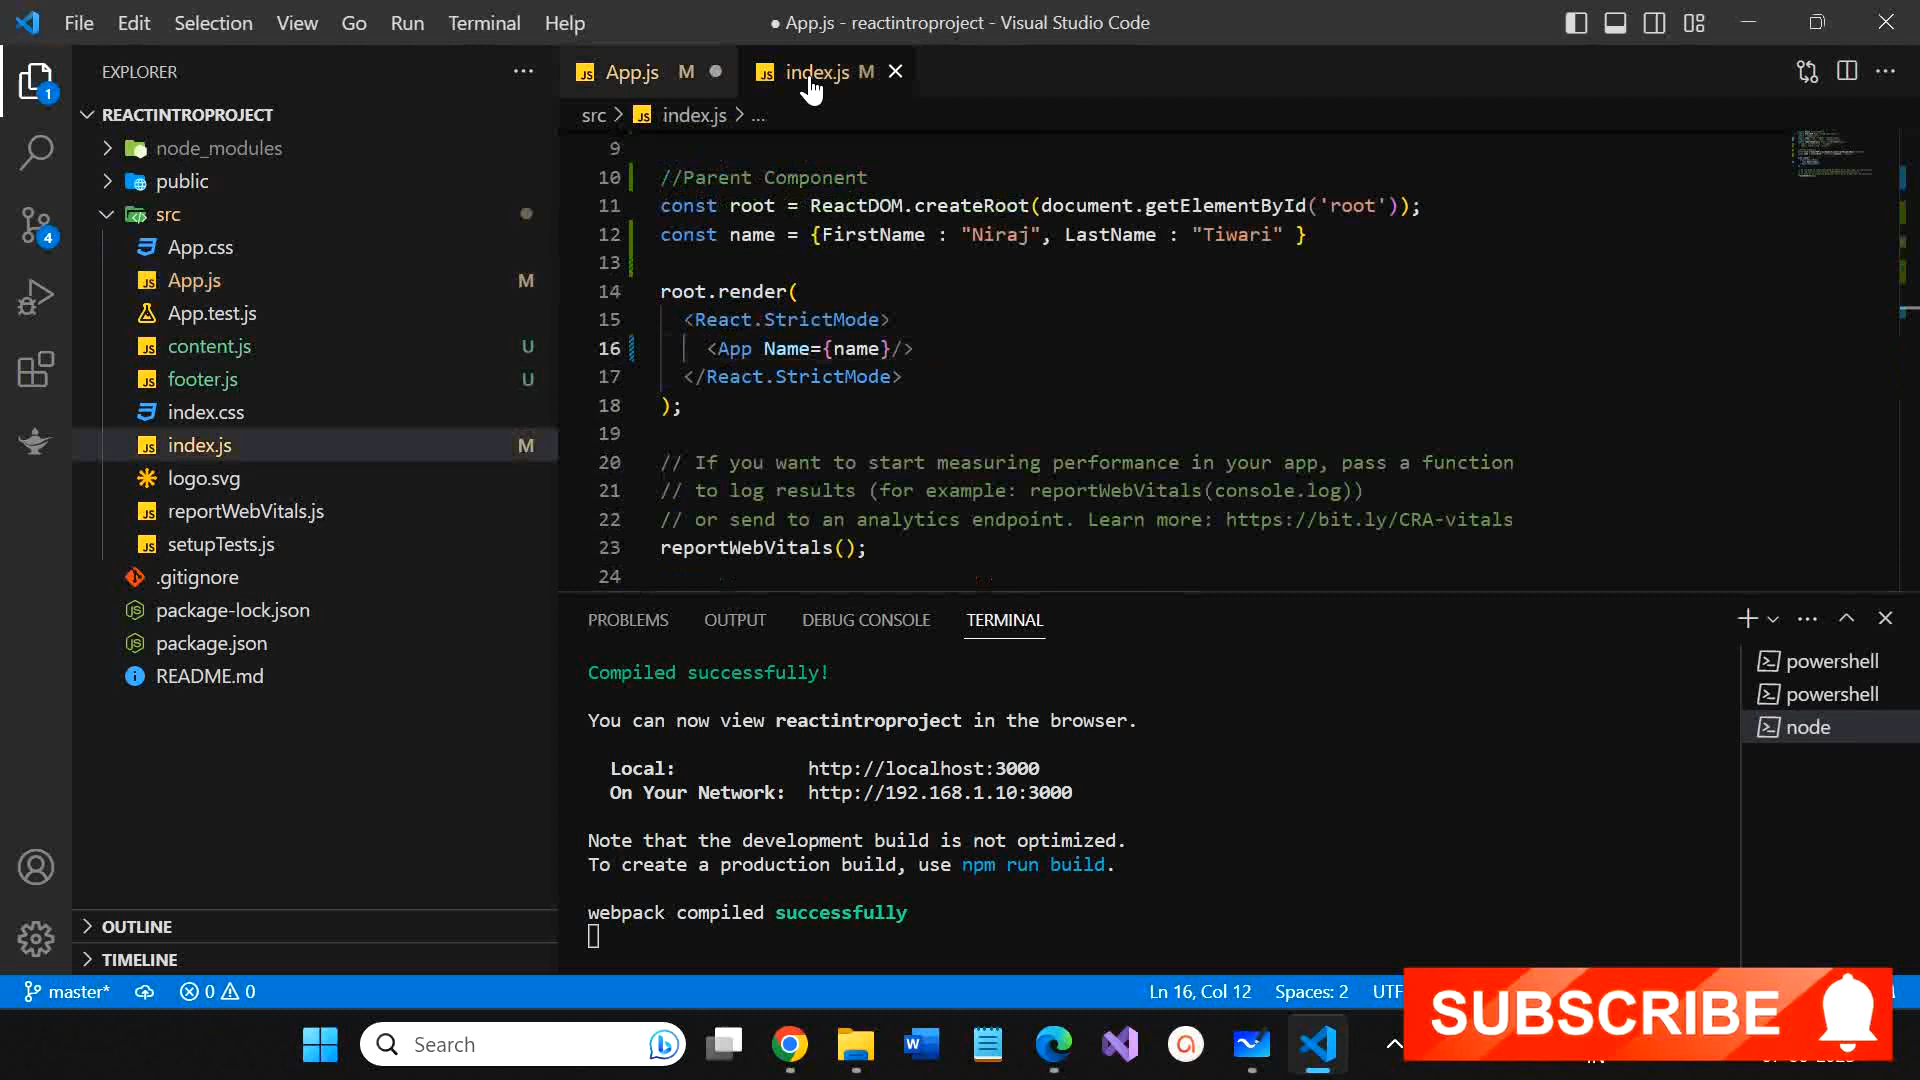 File Edit Selection View Go Run Terminal Help
● App.js - reactintroproject - Visual Studio Code
EXPLORER
REACTINTROPROJECT
node_modules
public
src
App.css
App.js M
App.test.js
content.js U
footer.js U
index.css
index.js M
logo.svg
reportWebVitals.js
setupTests.js
.gitignore
package-lock.json
package.json
README.md
OUTLINE
TIMELINE
1
4
JS App.js M
JS index.js M
src > JS index.js > ...
9
10 //Parent Component
11 const root = ReactDOM.createRoot(document.getElementById('root'));
12 const name = {FirstName : "Niraj", LastName : "Tiwari" }
13
14 root.render(
15 <React.StrictMode>
16 <App Name={name}/>
17 </React.StrictMode>
18 );
19
20 // If you want to start measuring performance in your app, pass a function
21 // to log results (for example: reportWebVitals(console.log))
22 // or send to an analytics endpoint. Learn more: https://bit.ly/CRA-vitals
23 reportWebVitals();
24
PROBLEMS OUTPUT DEBUG CONSOLE TERMINAL
Compiled successfully!
You can now view reactintroproject in the browser.
Local: http://localhost:3000
On Your Network: http://192.168.1.10:3000
Note that the development build is not optimized.
To create a production build, use npm run build.
webpack compiled successfully
powershell
powershell
node
master* 0 0
Ln 16, Col 12 Spaces: 2
SUBSCRIBE
Search